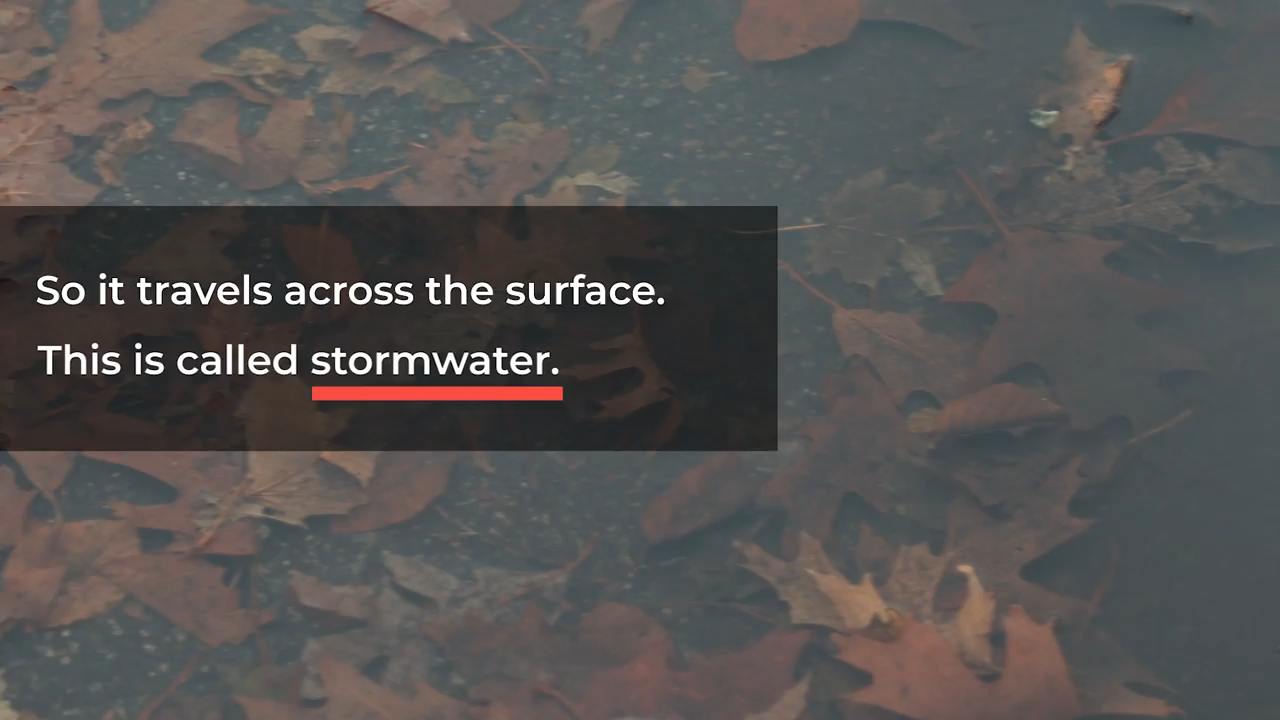 So it travels across the surface.
This is called stormwater.